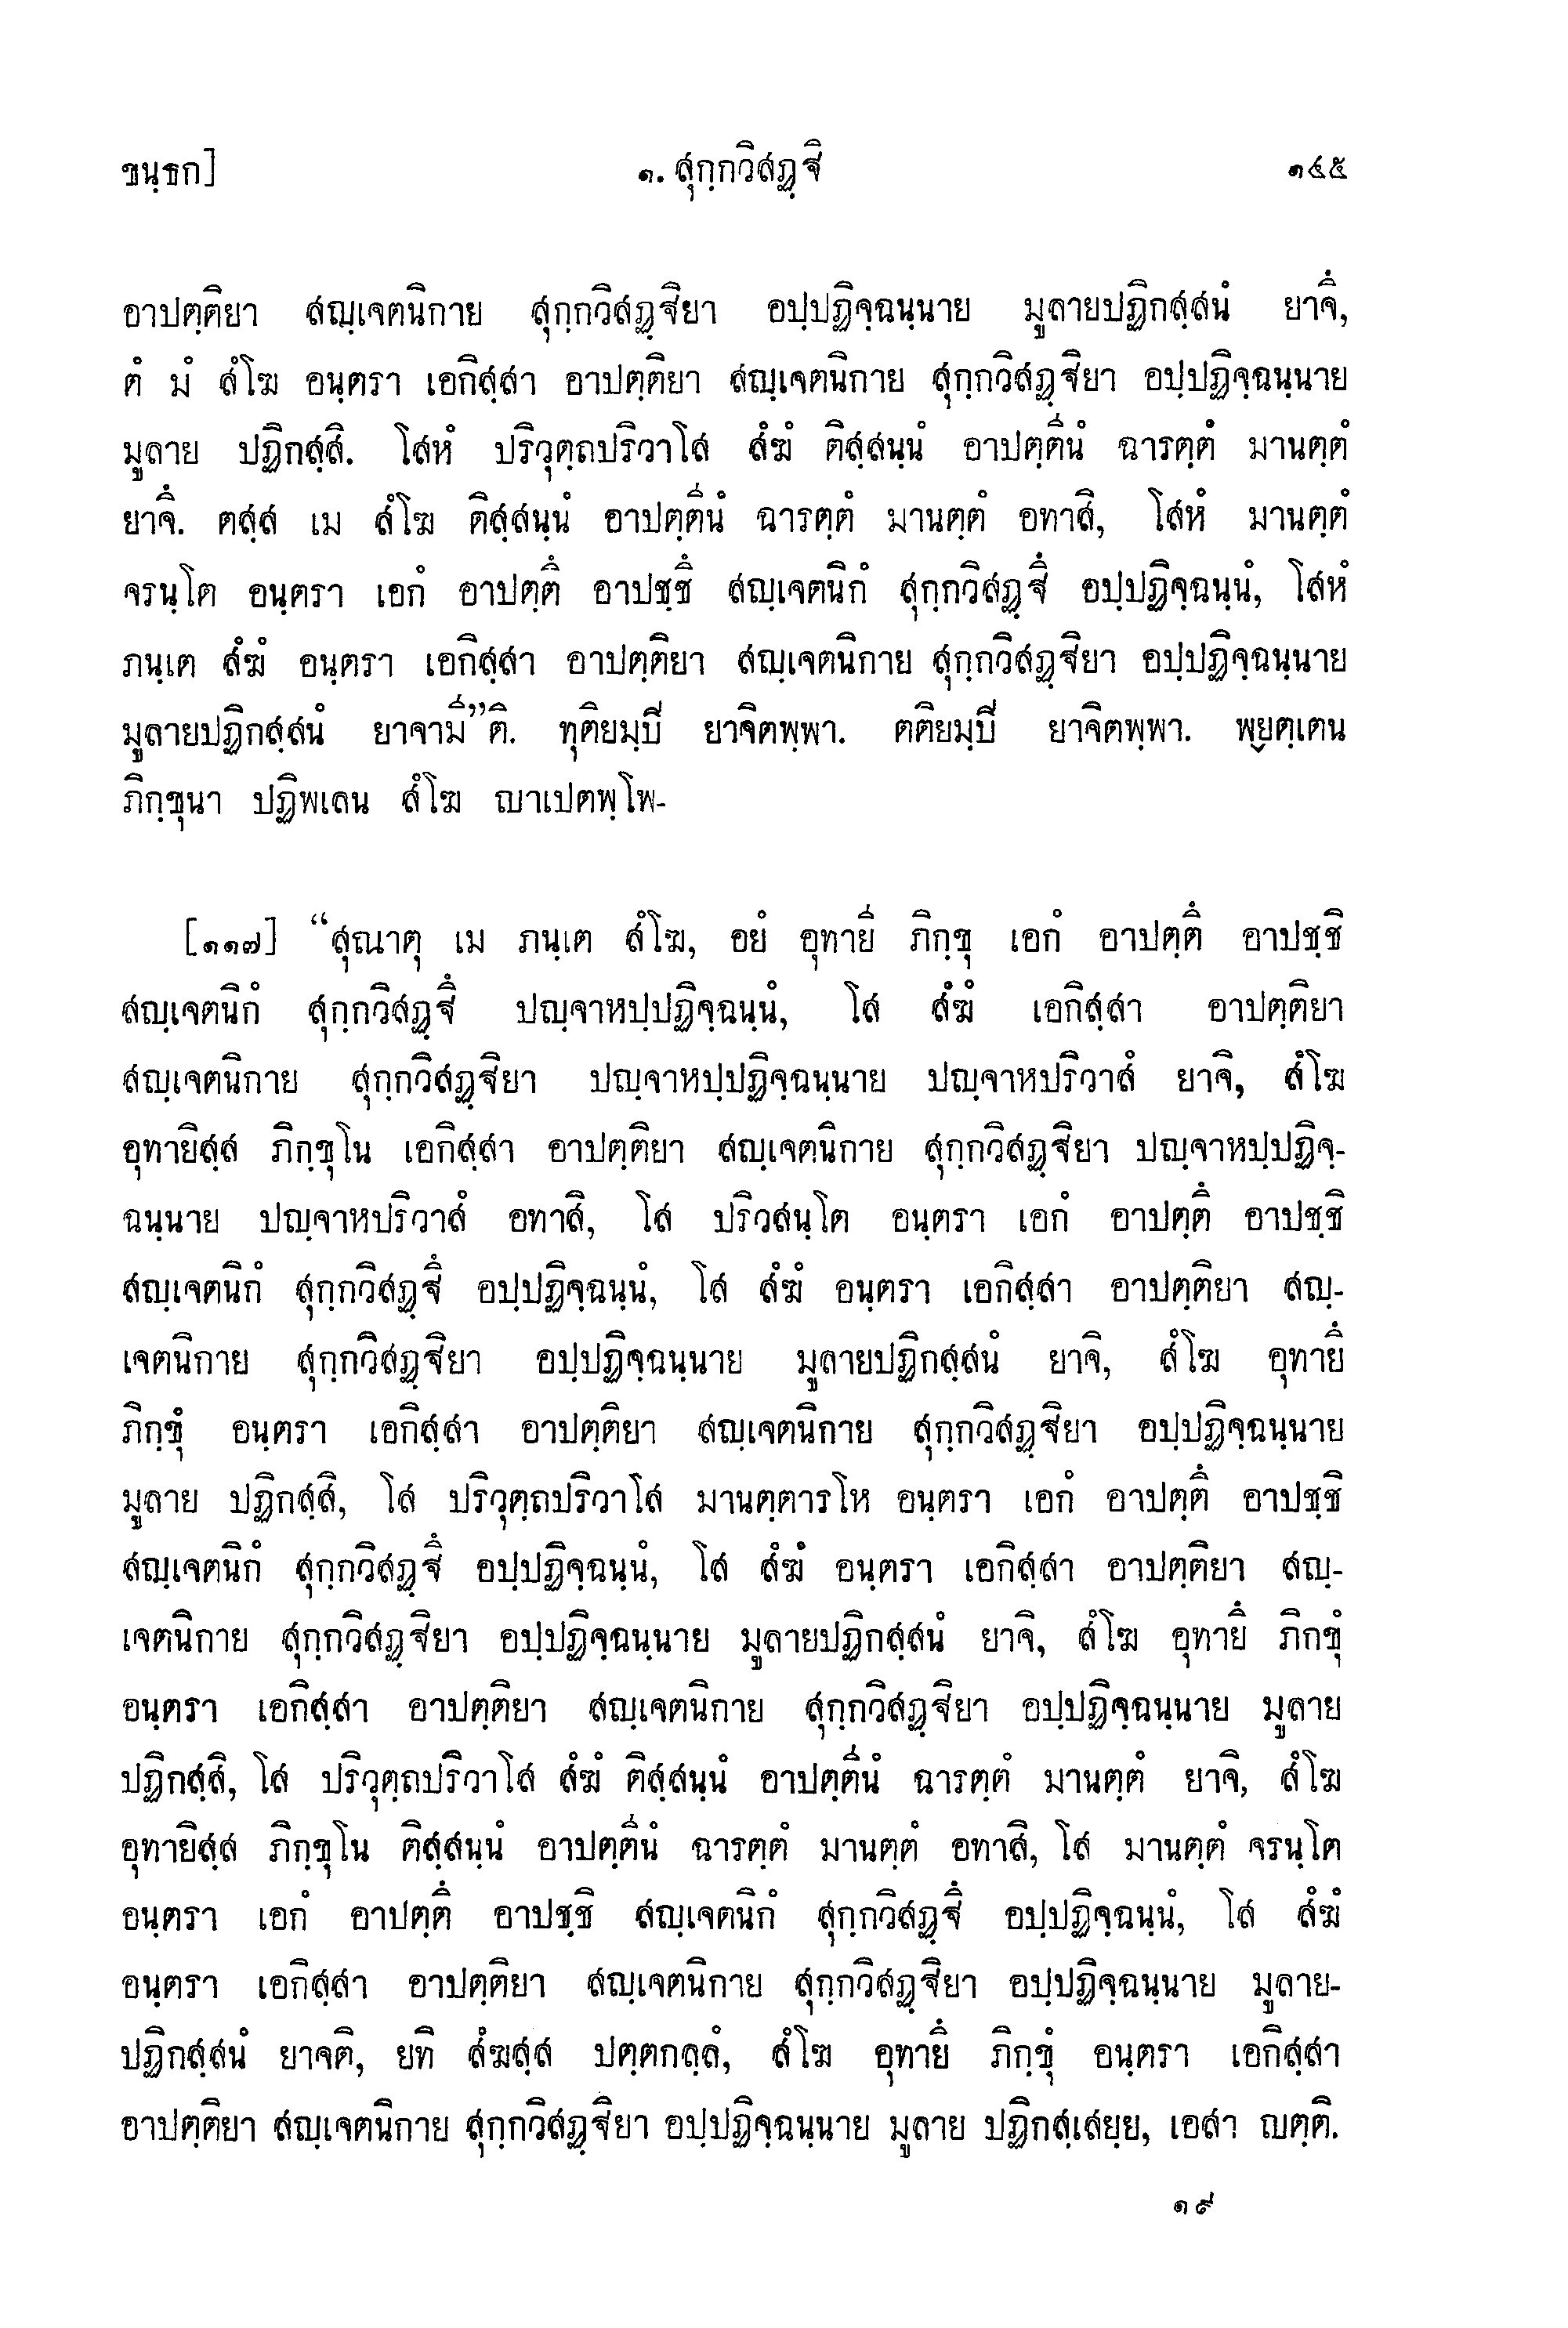 ขนฺธก] ๑. สุกฺกวิสฏฺฐิ ๑๔๕
อาปตฺติยา สญฺเจตนิกาย สุกฺกวิสฏฺฐิยา อปฺปฏิจฺฉนฺนาย มูลายปฏิกสฺสนํ ยาจึ,
ตํ มํ สํโฆ อนฺตรา เอกิสฺสา อาปตฺติยา สญฺเจตนิกาย สุกฺกวิสฏฺฐิยา อปฺปฏิจฺฉนฺนาย
มูลาย ปฏิกสฺสิ. โสหํ ปริวุตฺถปริวาโส สํฆํ ติสฺสนฺนํ อาปตฺตีนํ ฉารตฺตํ มานตฺตํ
ยาจึ. ตสฺส เม สํโฆ ติสฺสนฺนํ อาปตฺตีนํ ฉารตฺตํ มานตฺตํ อทาสิ, โสหํ มานตฺตํ
จรนฺโต อนฺตรา เอกํ อาปตฺตึ อาปชฺชึ สญฺเจตนิกํ สุกฺกวิสฏฺฐึ อปฺปฏิจฺฉนฺนํ, โสหํ
ภนฺเต สํฆํ อนฺตรา เอกิสฺสา อาปตฺติยา สญฺเจตนิกาย สุกฺกวิสฏฺฐิยา อปฺปฏิจฺฉนฺนาย
มูลายปฏิกสฺสนํ ยาจามี”ติ. ทุติยมฺปิ ยาจิตพฺพา. ตติยมฺปิ ยาจิตพฺพา. พฺยตฺเตน
ภิกฺขุนา ปฏิพเลน สํโฆ ญาเปตพฺโพ-
[๑๑๗] “สุณาตุ เม ภนฺเต สํโฆ, อยํ อุทายี ภิกฺขุ เอกํ อาปตฺตึ อาปชฺชิ
สญฺเจตนิกํ สุกฺกวิสฏฺฐึ ปญฺจาหปฺปฏิจฺฉนฺนํ, โส สํฆํ เอกิสฺสา อาปตฺติยา
สญฺเจตนิกาย สุกฺกวิสฏฺฐิยา ปญฺจาหปฺปฏิจฺฉนฺนาย ปญฺจาหปริวาสํ ยาจิ, สํโฆ
อุทายิสฺส ภิกฺขุโน เอกิสฺสา อาปตฺติยา สญฺเจตนิกาย สุกฺกวิสฏฺฐิยา ปญฺจาหปฺปฏิจฺ-
ฉนฺนาย ปญฺจาหปริวาสํ อทาสิ, โส ปริวสนฺโต อนฺตรา เอกํ อาปตฺตึ อาปชฺชิ
สญฺเจตนิกํ สุกฺกวิสฏฺฐึ อปฺปฏิจฺฉนฺนํ, โส สํฆํ อนฺตรา เอกิสฺสา อาปตฺติยา สญฺ-
เจตนิกาย สุกฺกวิสฏฺฐิยา อปฺปฏิจฺฉนฺนาย มูลายปฏิกสฺสนํ ยาจิ, สํโฆ อุทายึ
ภิกฺขุํ อนฺตรา เอกิสฺสา อาปตฺติยา สญฺเจตนิกาย สุกฺกวิสฏฺฐิยา อปฺปฏิจฺฉนฺนาย
มูลาย ปฏิกสฺสิ, โส ปริวุตฺถปริวาโส มานตฺตารโห อนฺตรา เอกํ อาปตฺตึ อาปชฺชิ
สญฺเจตนิกํ สุกฺกวิสฏฺฐึ อปฺปฏิจฺฉนฺนํ, โส สํฆํ อนฺตรา เอกิสฺสา อาปตฺติยา สญฺ-
เจตนิกาย สุกฺกวิสฏฺฐิยา อปฺปฏิจฺฉนฺนาย มูลายปฏิกสฺสนํ ยาจิ, สํโฆ อุทายึ ภิกขุํ
อนฺตรา เอกิสฺสา อาปตฺติยา สญฺเจตนิกาย สุกฺกวิสฏฺฐิยา อปฺปฏิจฺฉนฺนาย มูลาย
ปฏิกสฺสิ, โส ปริวุตฺถปริวาโส สํฆํ ติสฺสนฺนํ อาปตฺตีนํ ฉารตฺตํ มานตฺตํ ยาจิ, สํโฆ
อุทายิสฺส ภิกฺขุโน ติสฺสนฺนํ อาปตฺตีนํ ฉารตฺตํ มานตฺตํ อทาสิ, โส มานตฺตํ จรนฺโต
อนฺตรา เอกํ อาปตฺตึ อาปชฺชิ สญฺเจตนิกํ สุกฺกวิสฏฺฐึ อปฺปฏิจฺฉนฺนํ, โส สํฆํ
อนฺตรา เอกิสฺสา อาปตฺติยา สญฺเจตนิกาย สุกฺกวิสฏฺฐิยา อปฺปฏิจฺฉนฺนาย มูลาย-
ปฏิกสฺสนํ ยาจติ, ยทิ สํฆสฺส ปตฺตกลฺลํ, สํโฆ อุทายึ ภิกฺขุํ อนฺตรา เอกิสฺสา
อาปตฺติยา สญฺเจตนิกาย สุกฺกวิสฏฺฐิยา อปฺปฏิจฺฉนฺนาย มูลาย ปฏิกสฺเสยฺย, เอสา ญตฺติ.
๑๙